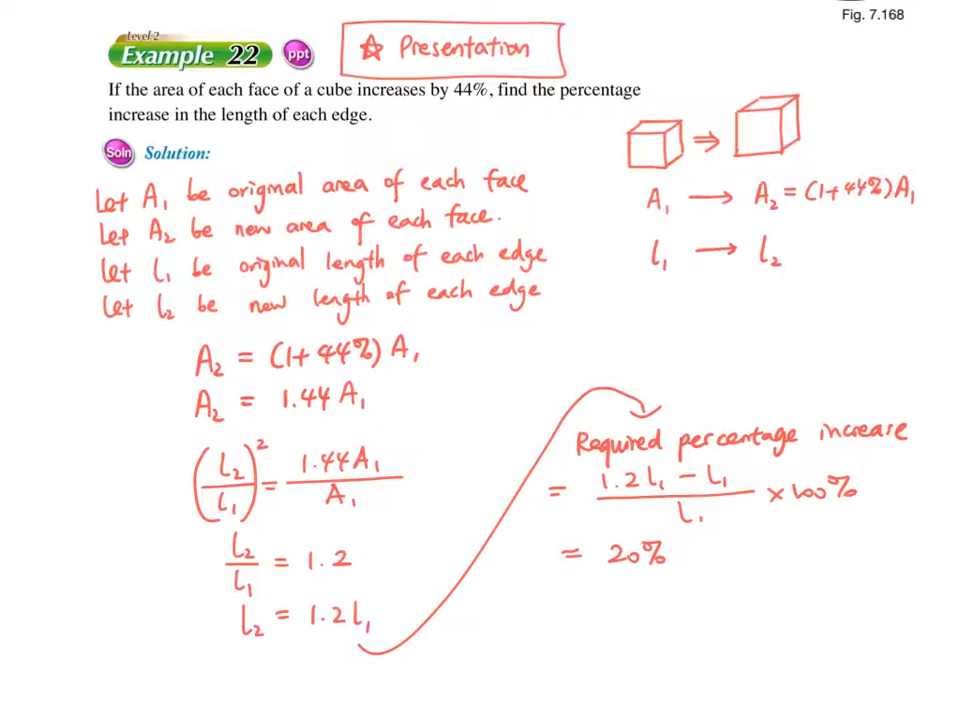 Fig. 7.168
Level 2
Example 22 ppt
☆ Presentation
If the area of each face of a cube increases by 44%, find the percentage
increase in the length of each edge.
Soln Solution:
Let A₁ be original area of each face
Let A₂ be new area of each face.
Let l₁ be original length of each edge
Let l₂ be new length of each edge
A₂ = (1+44%) A₁
A₂ = 1.44 A₁
(l₂/l₁)² = 1.44A₁/A₁
l₂/l₁ = 1.2
l₂ = 1.2l₁
⇒
A₁ → A₂ = (1+44%)A₁
l₁ → l₂
Required percentage increase
= (1.2l₁ − l₁)/l₁ × 100%
= 20%